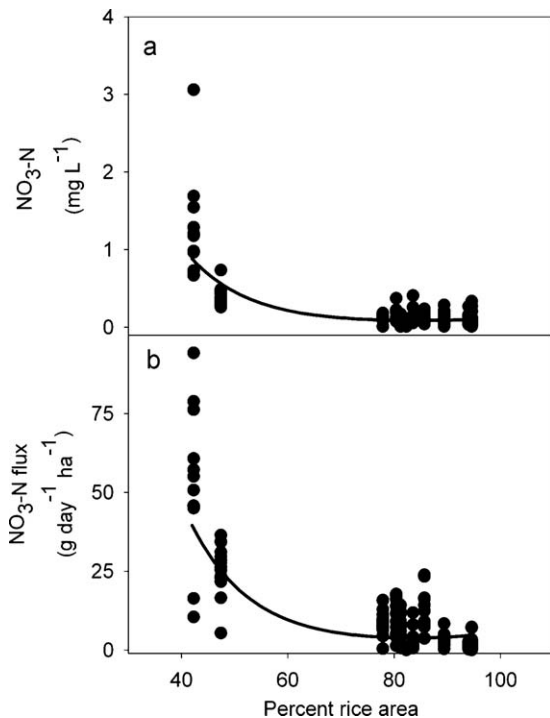 4
a
3
NO₃-N
(mg L⁻¹)
2
1
0
b
75
NO₃-N flux
(g day⁻¹ ha⁻¹)
50
25
0
40 60 80 100
Percent rice area